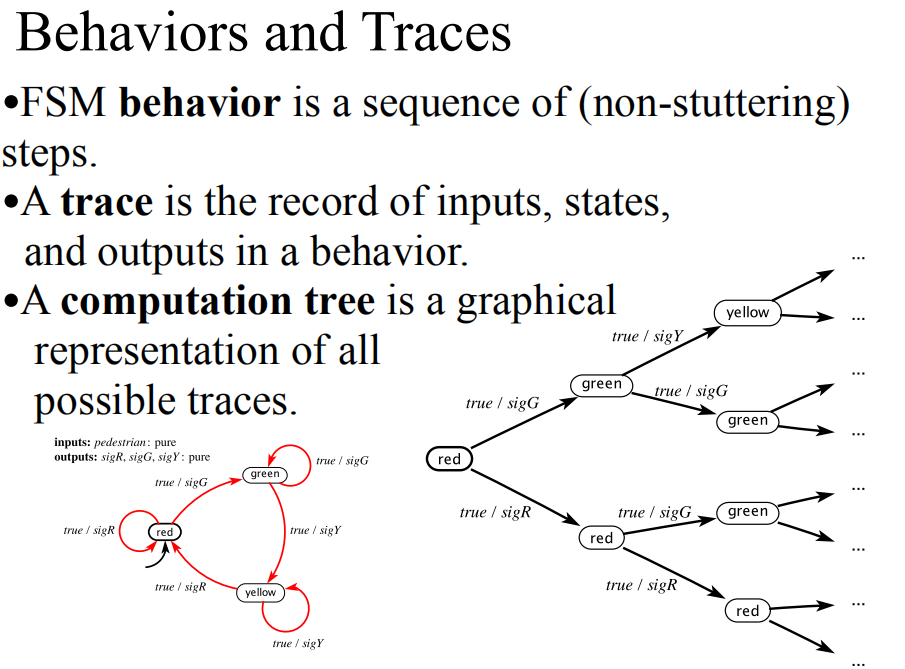 Behaviors and Traces
•FSM behavior is a sequence of (non-stuttering)
steps.
•A trace is the record of inputs, states,
and outputs in a behavior.
•A computation tree is a graphical
representation of all
possible traces.
inputs: pedestrian: pure
outputs: sigR, sigG, sigY: pure
true / sigG
green
true / sigG
true / sigR
red
true / sigY
true / sigR
yellow
true / sigY
...
yellow
...
true / sigY
...
green
true / sigG
true / sigG
green
...
red
...
true / sigR
true / sigG
green
red
...
true / sigR
...
red
...